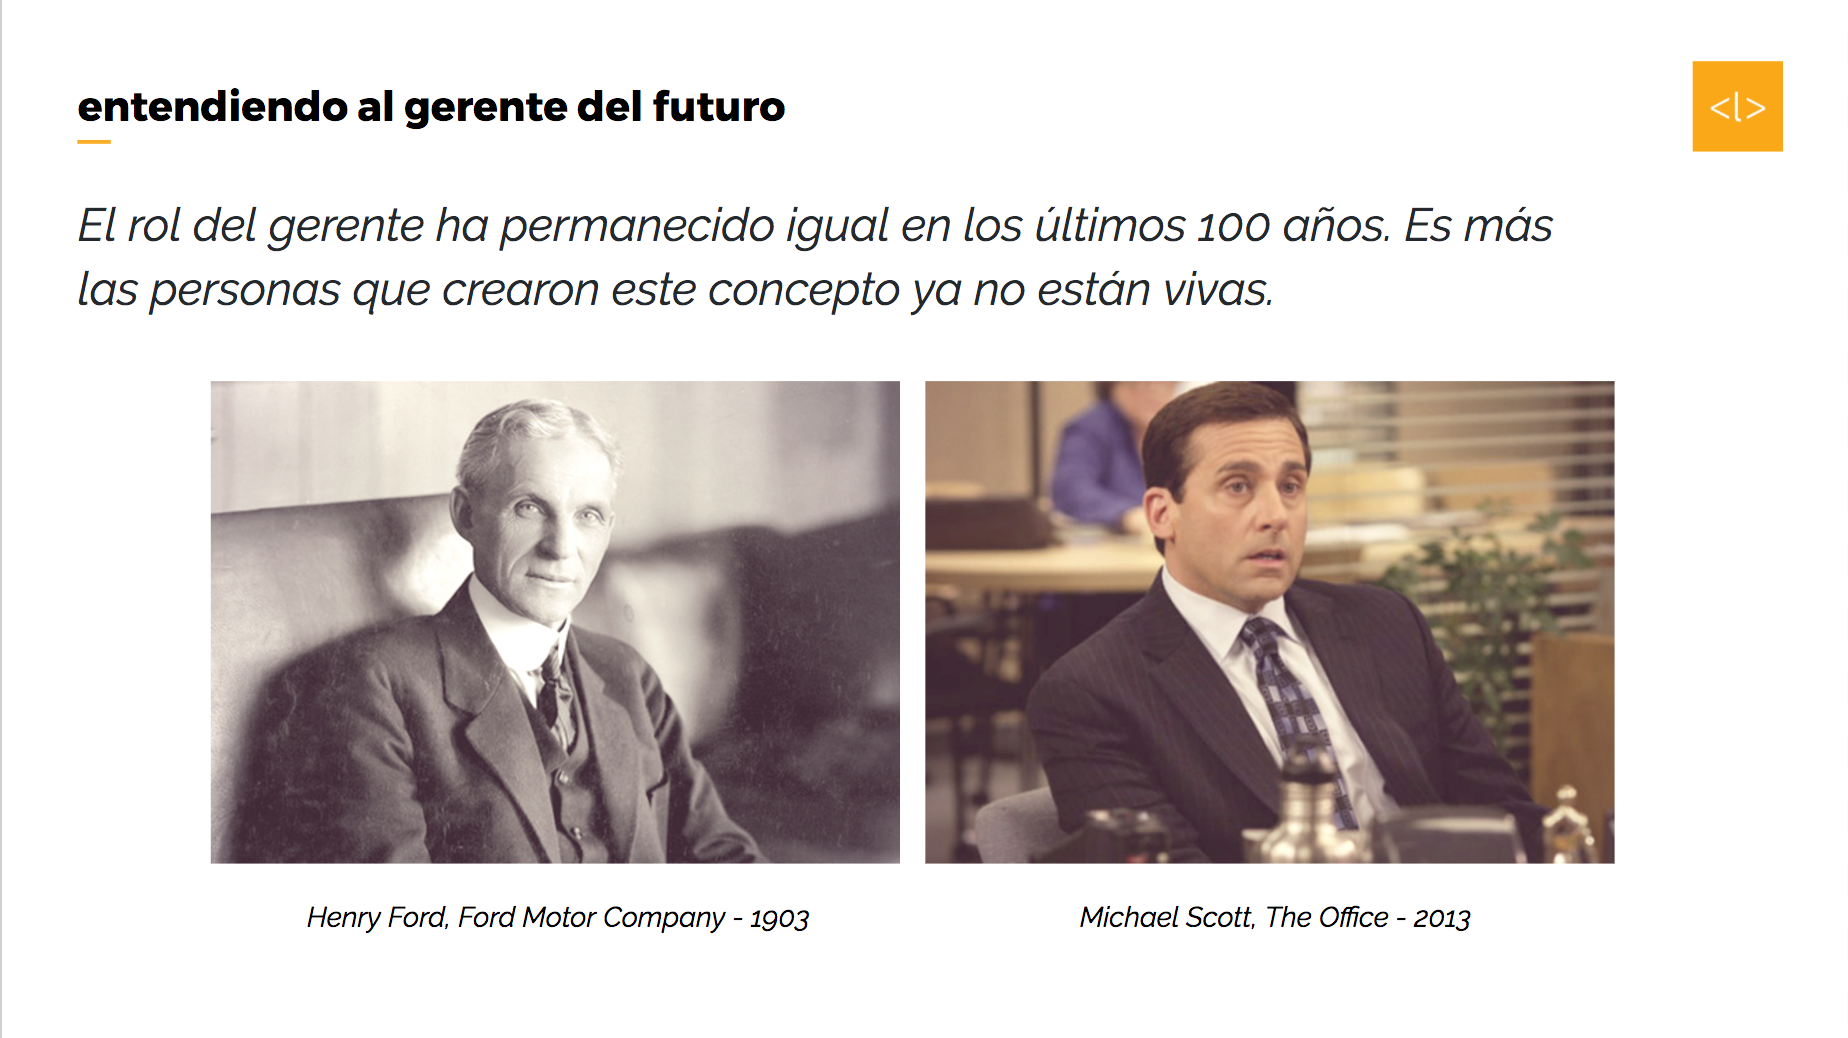 entendiendo al gerente del futuro
<l>
El rol del gerente ha permanecido igual en los últimos 100 años. Es más
las personas que crearon este concepto ya no están vivas.
Henry Ford, Ford Motor Company - 1903
Michael Scott, The Office - 2013